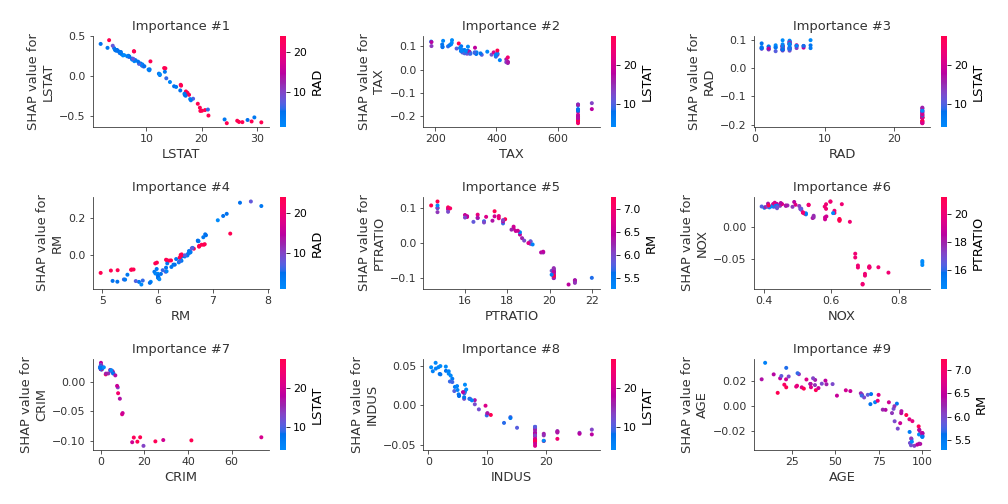 Importance #1
SHAP value for
LSTAT
0.5
0.0
−0.5
10
20
30
LSTAT
20
10
RAD
Importance #2
SHAP value for
TAX
0.1
0.0
−0.1
−0.2
200
400
600
TAX
20
10
LSTAT
Importance #3
SHAP value for
RAD
0.1
0.0
−0.1
−0.2
0
10
20
RAD
20
10
LSTAT
Importance #4
SHAP value for
RM
0.2
0.0
5
6
7
8
RM
20
10
RAD
Importance #5
SHAP value for
PTRATIO
0.1
0.0
−0.1
16
18
20
22
PTRATIO
7.0
6.5
6.0
5.5
RM
Importance #6
SHAP value for
NOX
0.00
−0.05
0.4
0.6
0.8
NOX
20
18
16
PTRATIO
Importance #7
SHAP value for
CRIM
0.00
−0.05
−0.10
0
20
40
60
CRIM
20
10
LSTAT
Importance #8
SHAP value for
INDUS
0.05
0.00
−0.05
0
10
20
INDUS
20
10
LSTAT
Importance #9
SHAP value for
AGE
0.02
0.00
−0.02
25
50
75
100
AGE
7.0
6.5
6.0
5.5
RM